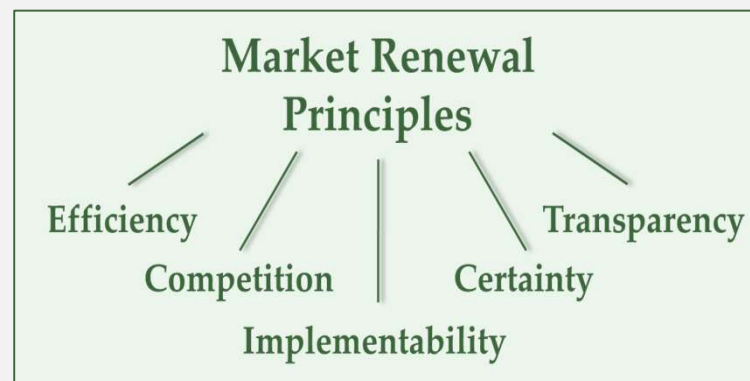 Market Renewal
Principles
Efficiency
Transparency
Competition
Certainty
Implementability